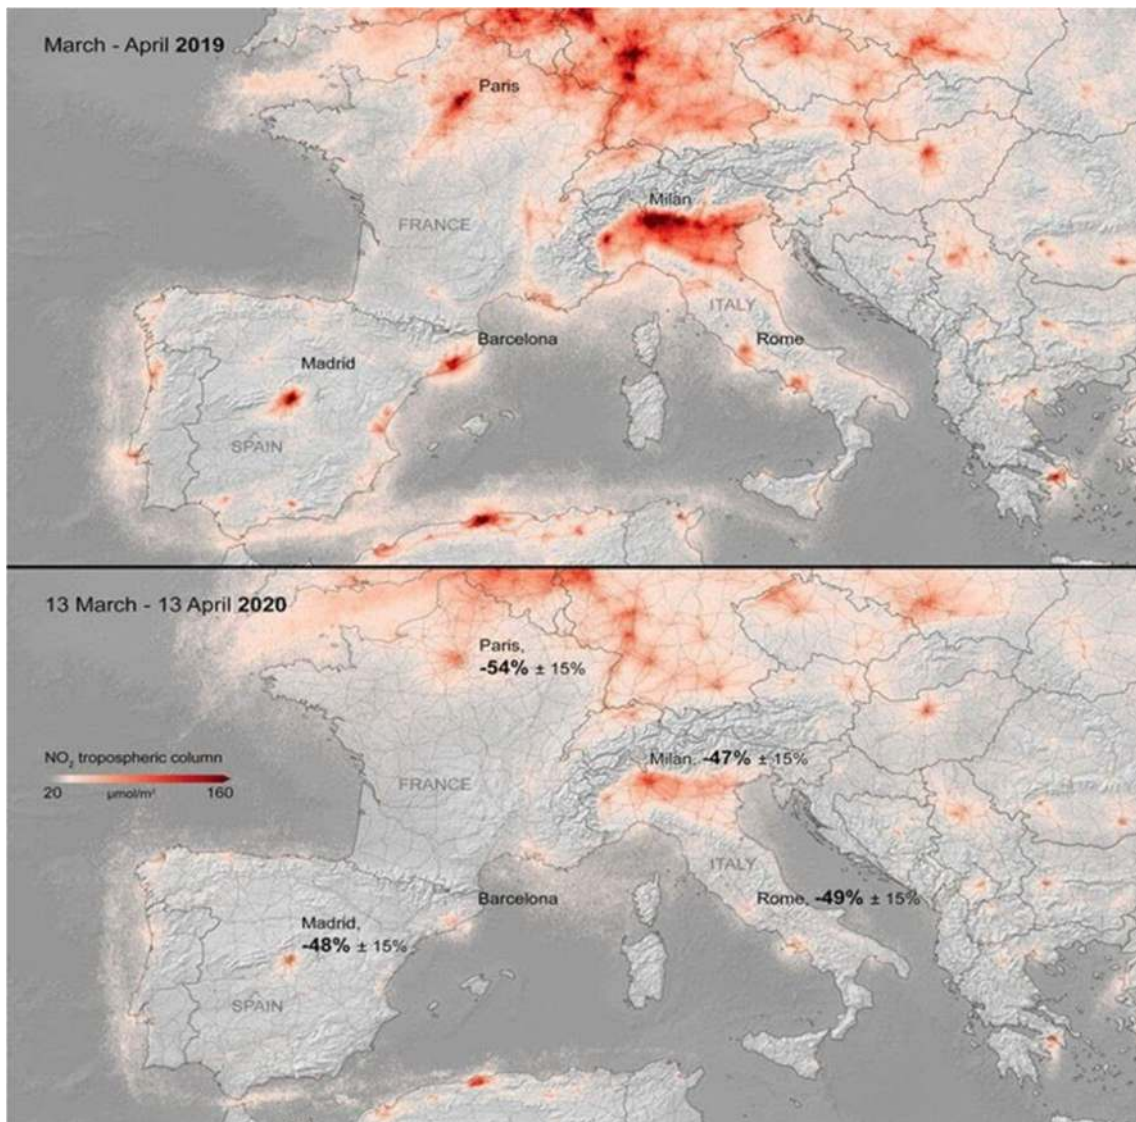 March - April 2019
Paris
Milan
FRANCE
ITALY
Barcelona
Rome
Madrid
SPAIN
13 March - 13 April 2020
Paris,
-54% ± 15%
NO₂ tropospheric column
20 µmol/m² 160
Milan, -47% ± 15%
FRANCE
ITALY
Barcelona
Rome, -49% ± 15%
Madrid,
-48% ± 15%
SPAIN